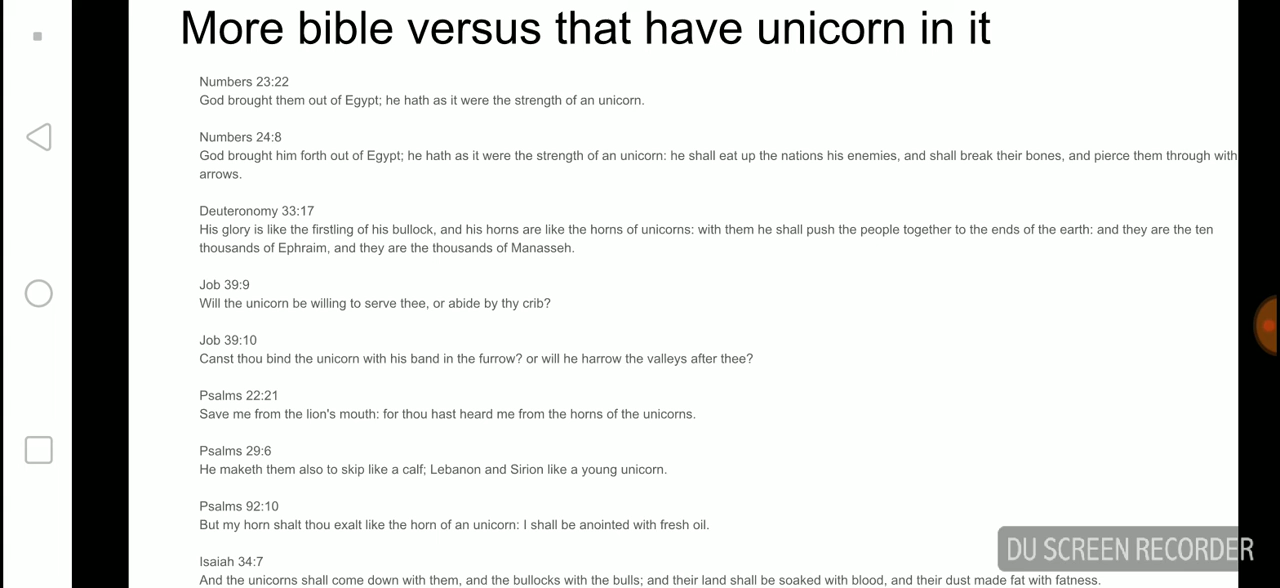 More bible versus that have unicorn in it
Numbers 23:22
God brought them out of Egypt; he hath as it were the strength of an unicorn.
Numbers 24:8
God brought him forth out of Egypt; he hath as it were the strength of an unicorn: he shall eat up the nations his enemies, and shall break their bones, and pierce them through with
arrows.
Deuteronomy 33:17
His glory is like the firstling of his bullock, and his horns are like the horns of unicorns: with them he shall push the people together to the ends of the earth: and they are the ten
thousands of Ephraim, and they are the thousands of Manasseh.
Job 39:9
Will the unicorn be willing to serve thee, or abide by thy crib?
Job 39:10
Canst thou bind the unicorn with his band in the furrow? or will he harrow the valleys after thee?
Psalms 22:21
Save me from the lion's mouth: for thou hast heard me from the horns of the unicorns.
Psalms 29:6
He maketh them also to skip like a calf; Lebanon and Sirion like a young unicorn.
Psalms 92:10
But my horn shalt thou exalt like the horn of an unicorn: I shall be anointed with fresh oil.
Isaiah 34:7
And the unicorns shall come down with them, and the bullocks with the bulls; and their land shall be soaked with blood, and their dust made fat with fatness.
DU SCREEN RECORDER